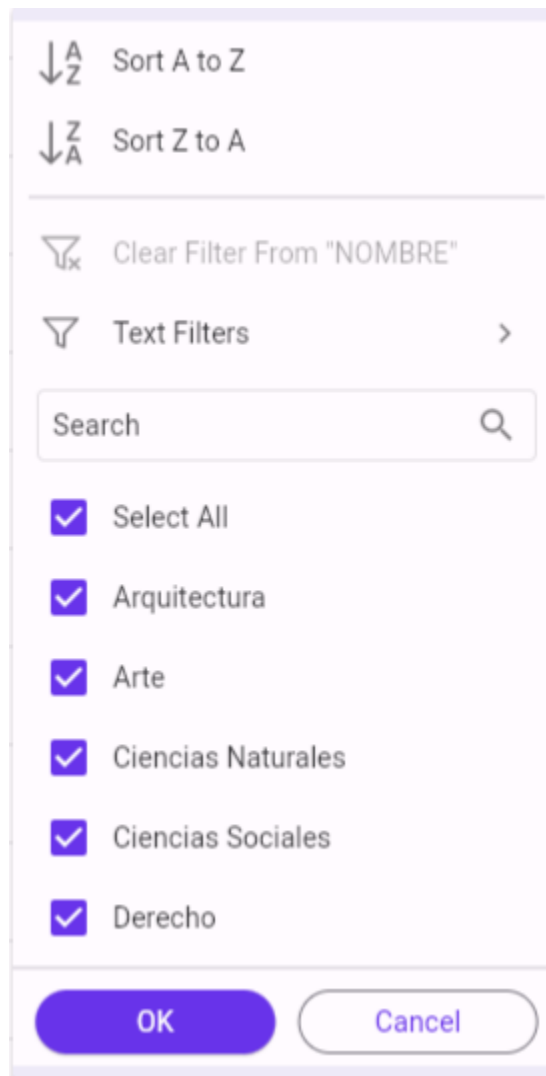 Sort A to Z
Sort Z to A
Clear Filter From "NOMBRE"
Text Filters
Search
Select All
Arquitectura
Arte
Ciencias Naturales
Ciencias Sociales
Derecho
OK Cancel